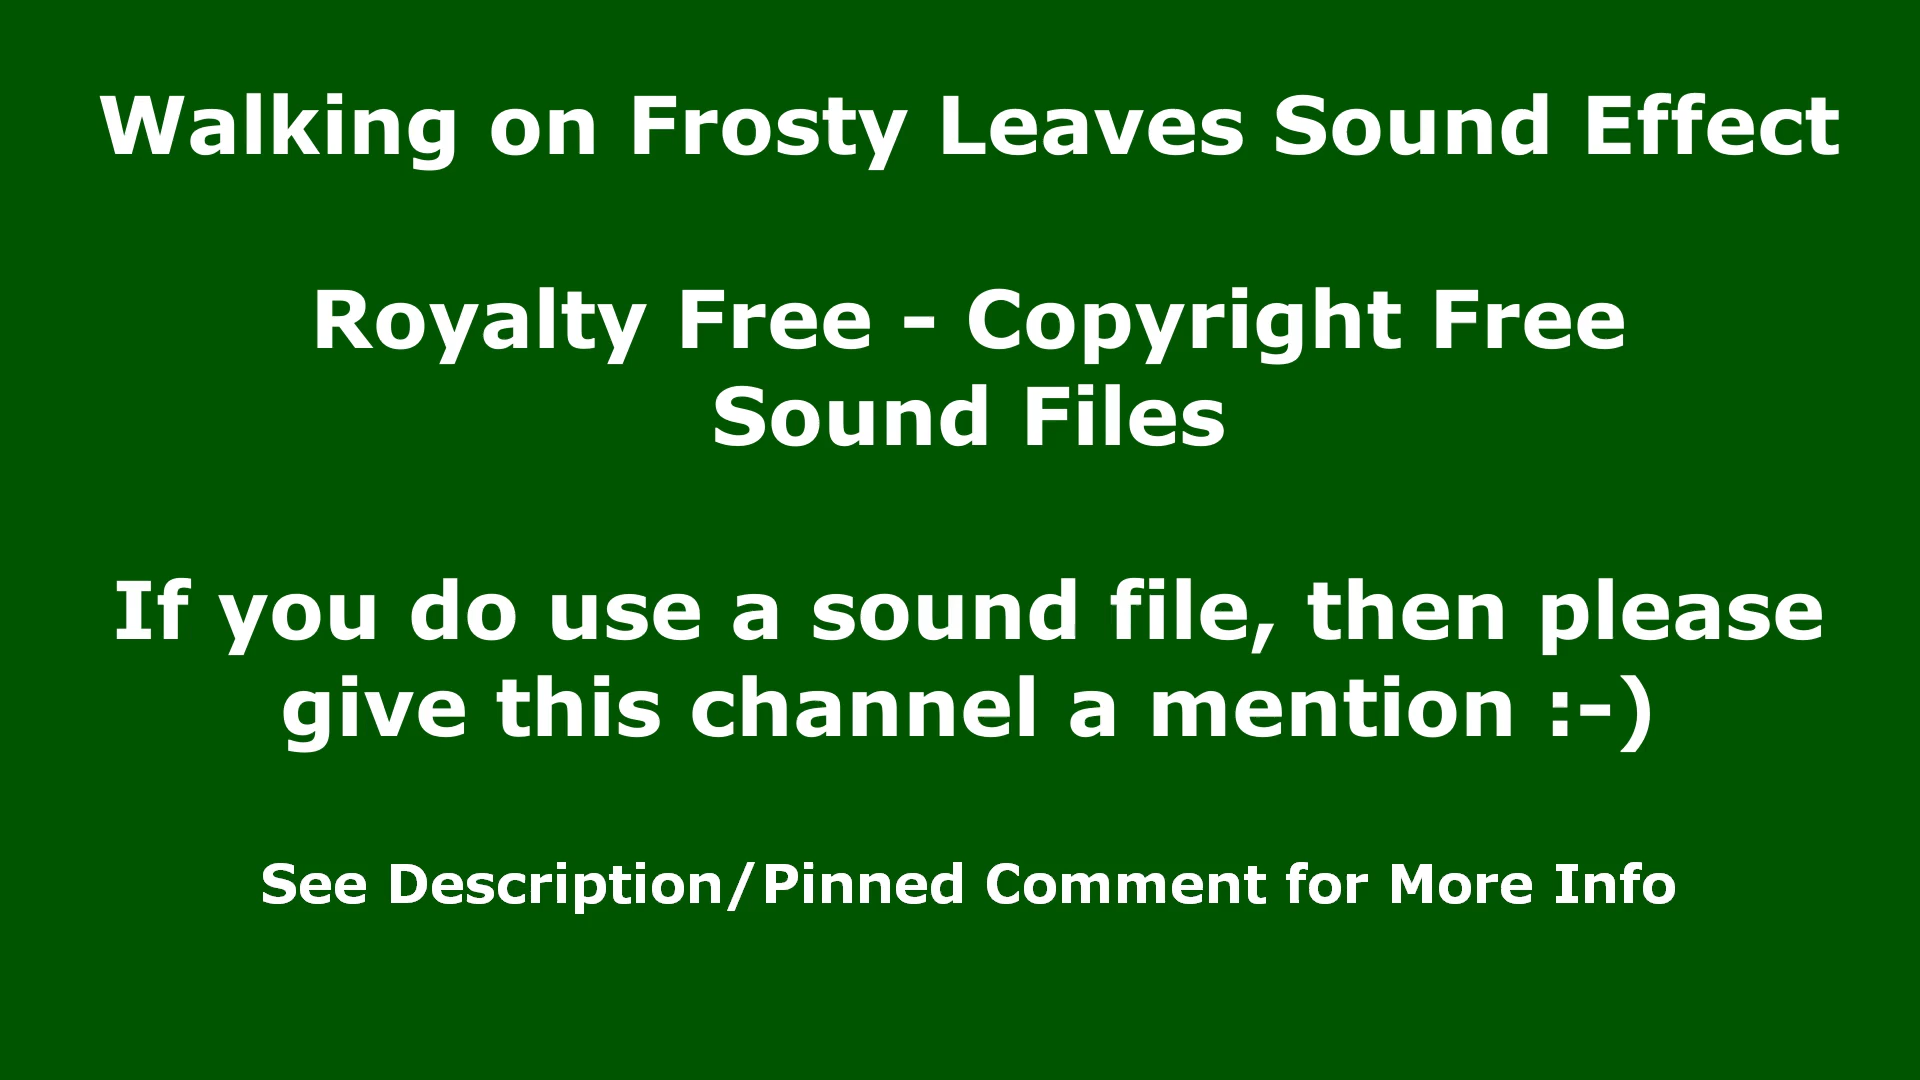 Walking on Frosty Leaves Sound Effect
Royalty Free - Copyright Free
Sound Files
If you do use a sound file, then please
give this channel a mention :-)
See Description/Pinned Comment for More Info